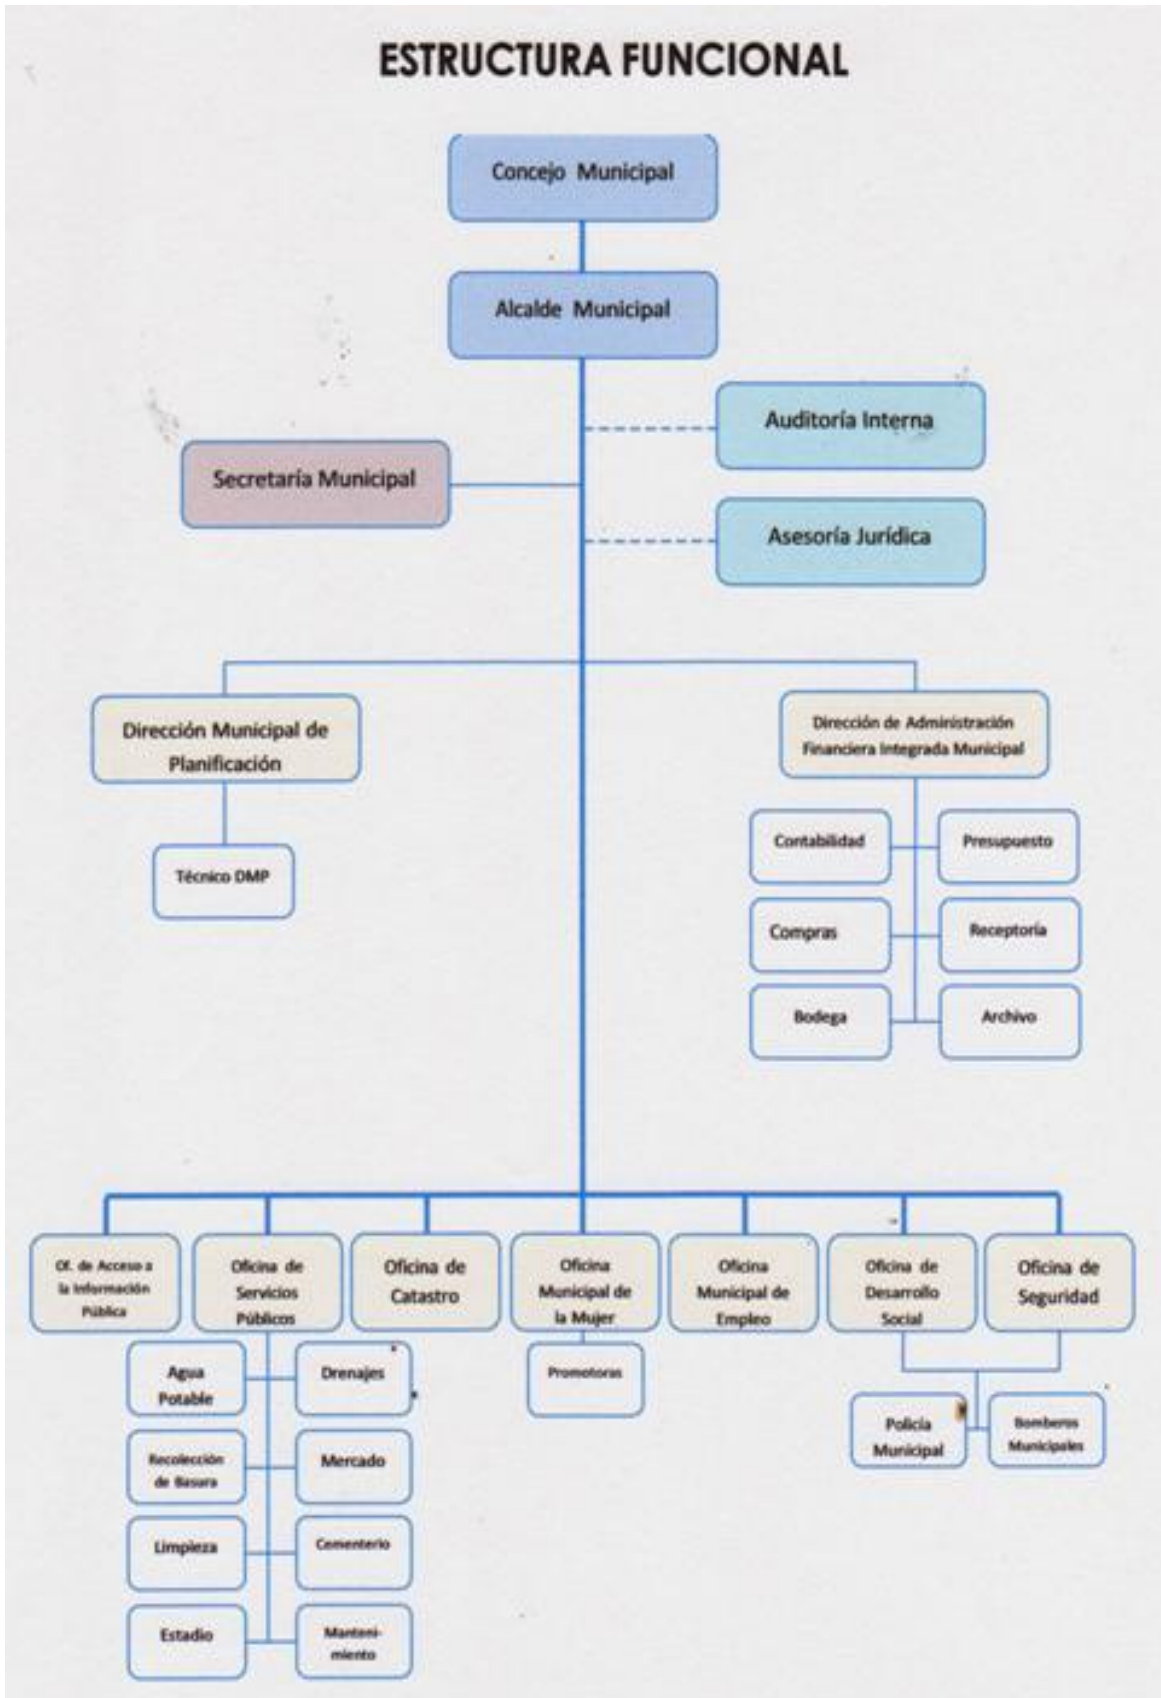 ESTRUCTURA FUNCIONAL
Concejo Municipal
Alcalde Municipal
Auditoría Interna
Secretaría Municipal
Asesoría Jurídica
Dirección Municipal de
Planificación
Dirección de Administración
Financiera Integrada Municipal
Técnico DMP
Contabilidad
Presupuesto
Compras
Receptoría
Bodega
Archivo
Of. de Acceso a
la Información
Pública
Oficina de
Servicios
Públicos
Oficina de
Catastro
Oficina
Municipal de
la Mujer
Oficina
Municipal de
Empleo
Oficina de
Desarrollo
Social
Oficina de
Seguridad
Agua
Potable
Drenajes
Promotoras
Policía
Municipal
Bomberos
Municipales
Recolección
de Basura
Mercado
Limpieza
Cementerio
Estadio
Manteni-
miento